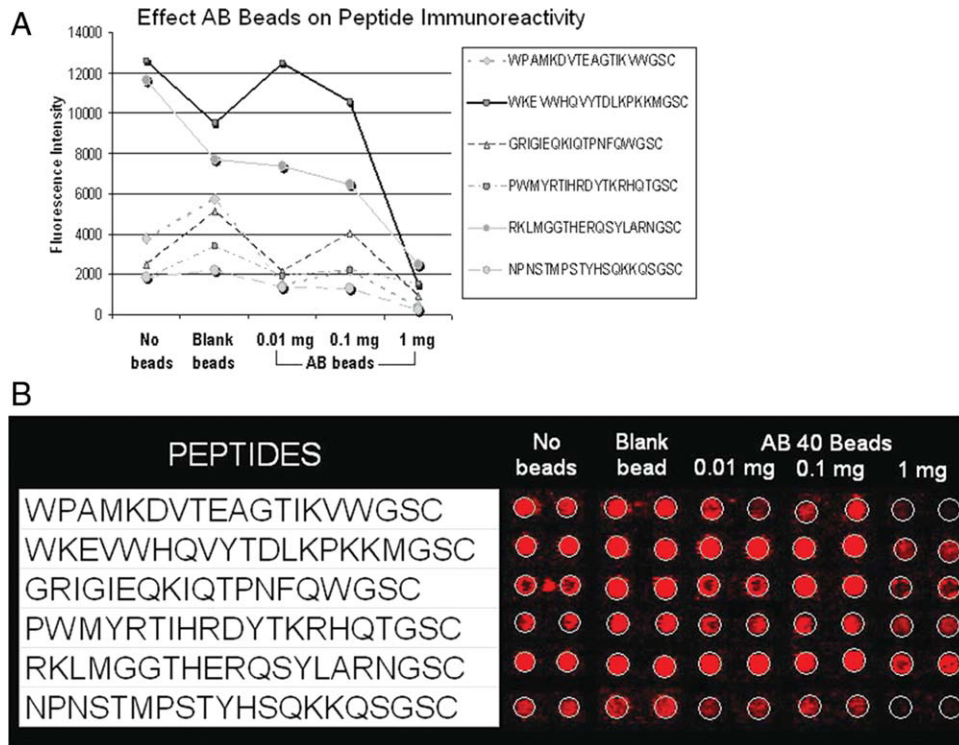 A
Effect AB Beads on Peptide Immunoreactivity
Fluorescence Intensity
14000
12000
10000
8000
6000
4000
2000
0
No beads
Blank beads
0.01 mg
0.1 mg
1 mg
AB beads
WPAMKDVTEAGTIKVWGSC
WKEVWHQVYTDLKPKKMGSC
GRIGIEQKIQTPNFQWGSC
PWMYRTIHRDYTKRHQTGSC
RKLMGGTHERQSYLARNGSC
NPNSTMPSTYHSQKKQSGSC
B
PEPTIDES
No beads
Blank bead
AB 40 Beads
0.01 mg
0.1 mg
1 mg
WPAMKDVTEAGTIKVWGSC
WKEVWHQVYTDLKPKKMGSC
GRIGIEQKIQTPNFQWGSC
PWMYRTIHRDYTKRHQTGSC
RKLMGGTHERQSYLARNGSC
NPNSTMPSTYHSQKKQSGSC